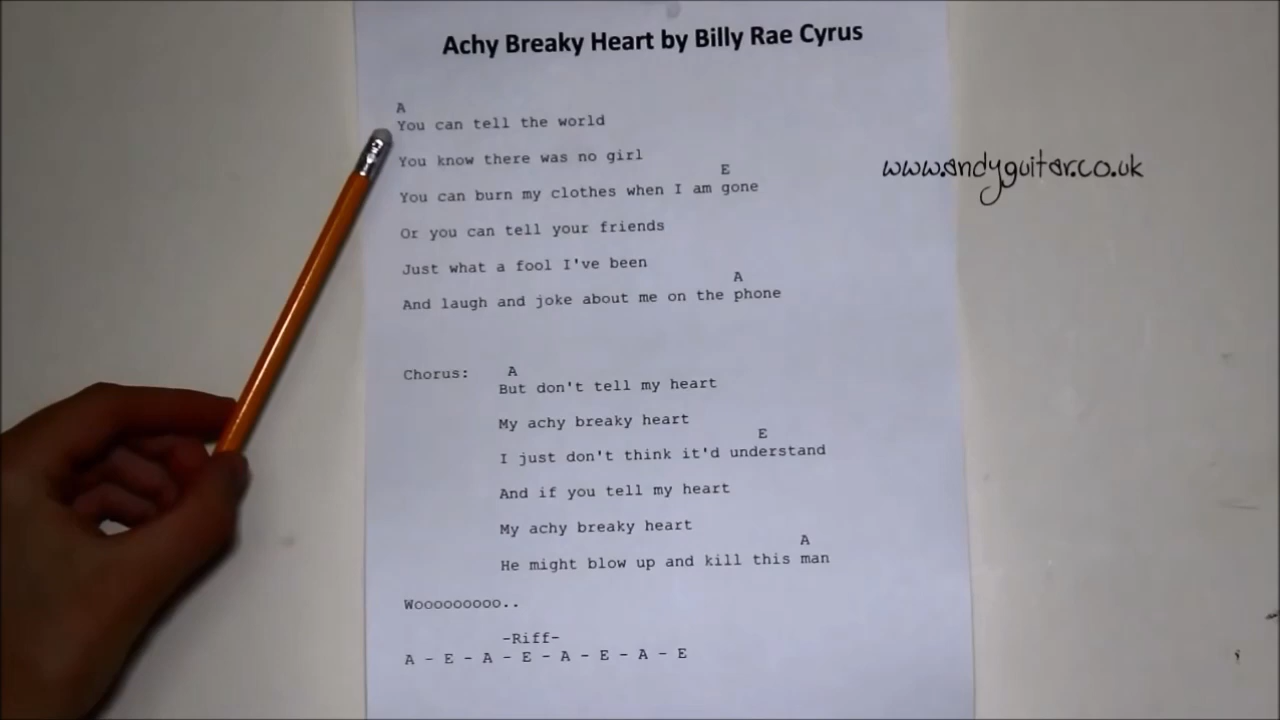 Achy Breaky Heart by Billy Rae Cyrus
A
You can tell the world
You know there was no girl
E
You can burn my clothes when I am gone
Or you can tell your friends
Just what a fool I've been
A
And laugh and joke about me on the phone
Chorus: A
But don't tell my heart
My achy breaky heart
E
I just don't think it'd understand
And if you tell my heart
My achy breaky heart
A
He might blow up and kill this man
Wooooooooo..
-Riff-
A - E - A - E - A - E - A - E
www.andyguitar.co.uk